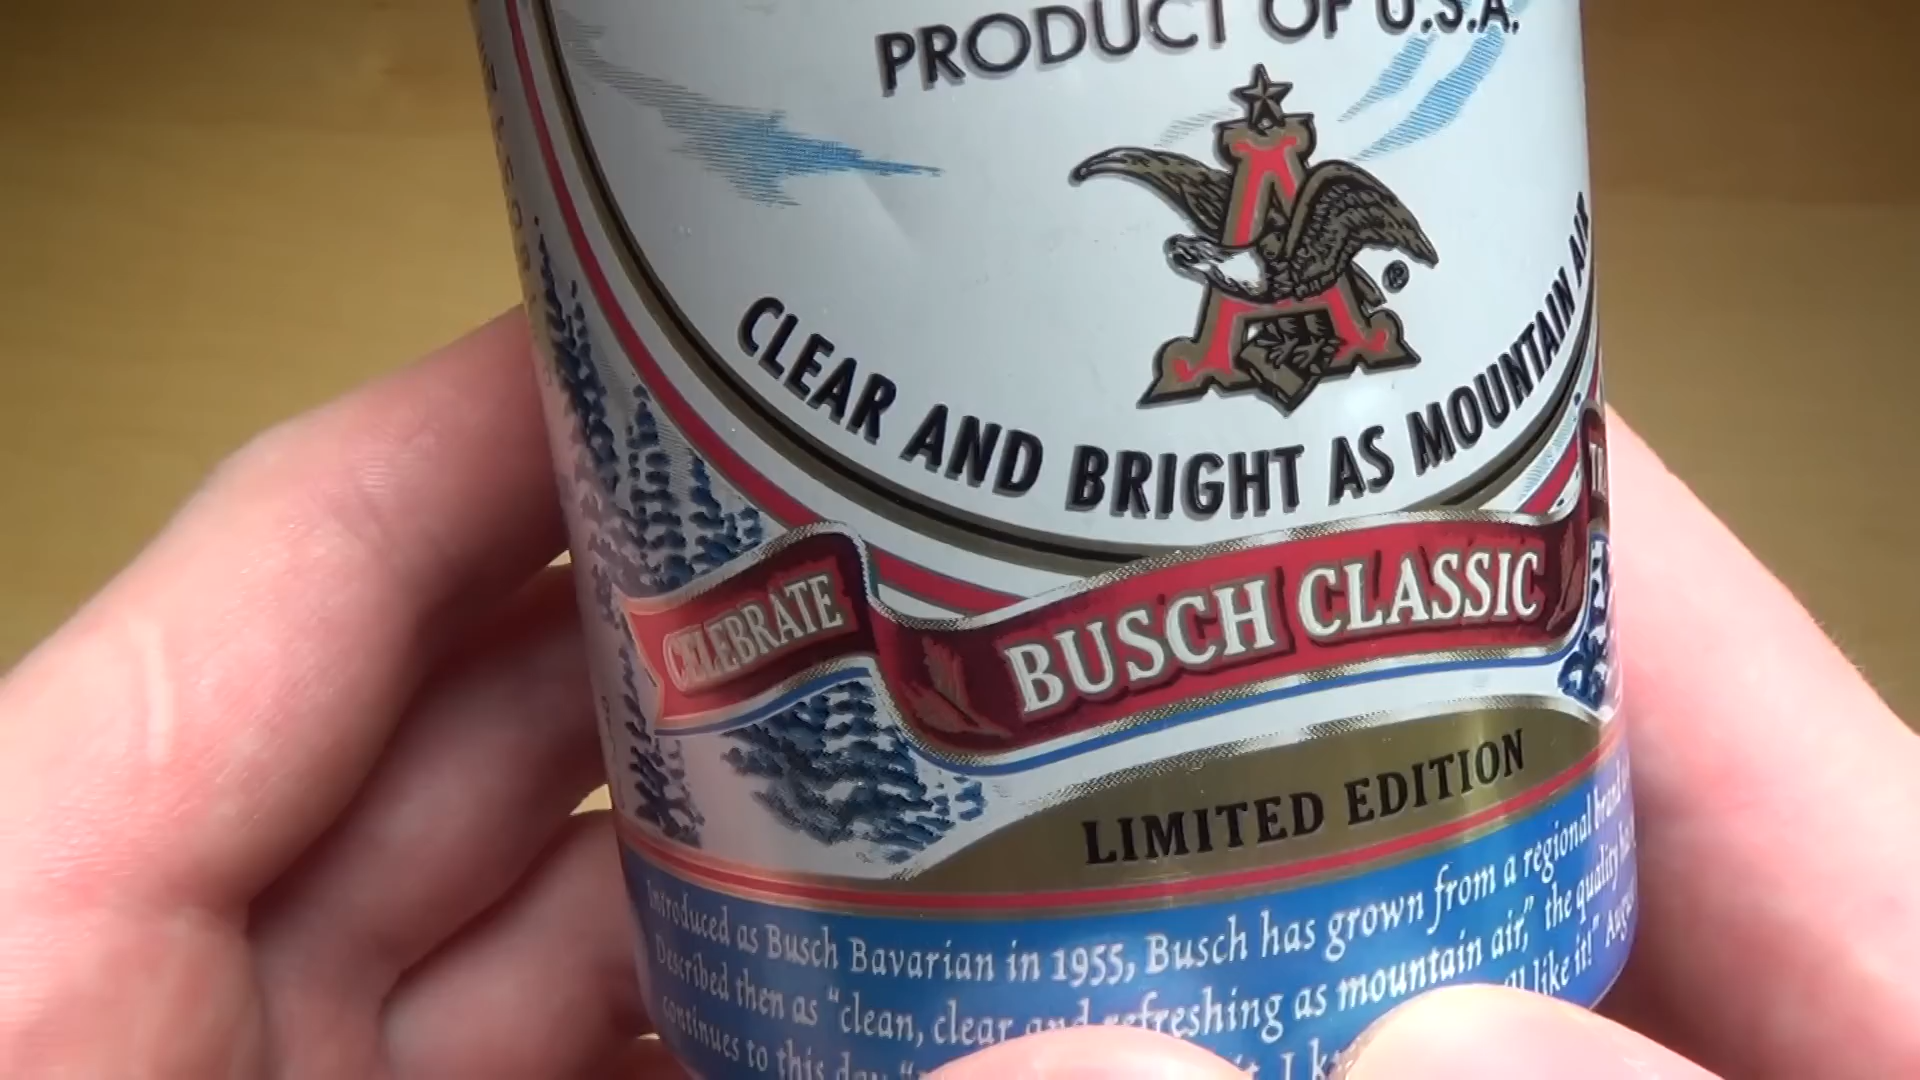 PRODUCT OF U.S.A.
A
®
CLEAR AND BRIGHT AS MOUNTAIN AIR
CELEBRATE
BUSCH CLASSIC
LIMITED EDITION
Introduced as Busch Bavarian in 1955, Busch has grown from a regional brand
Described then as "clean, clear and refreshing as mountain air," the quality
continues to this day I like it!"